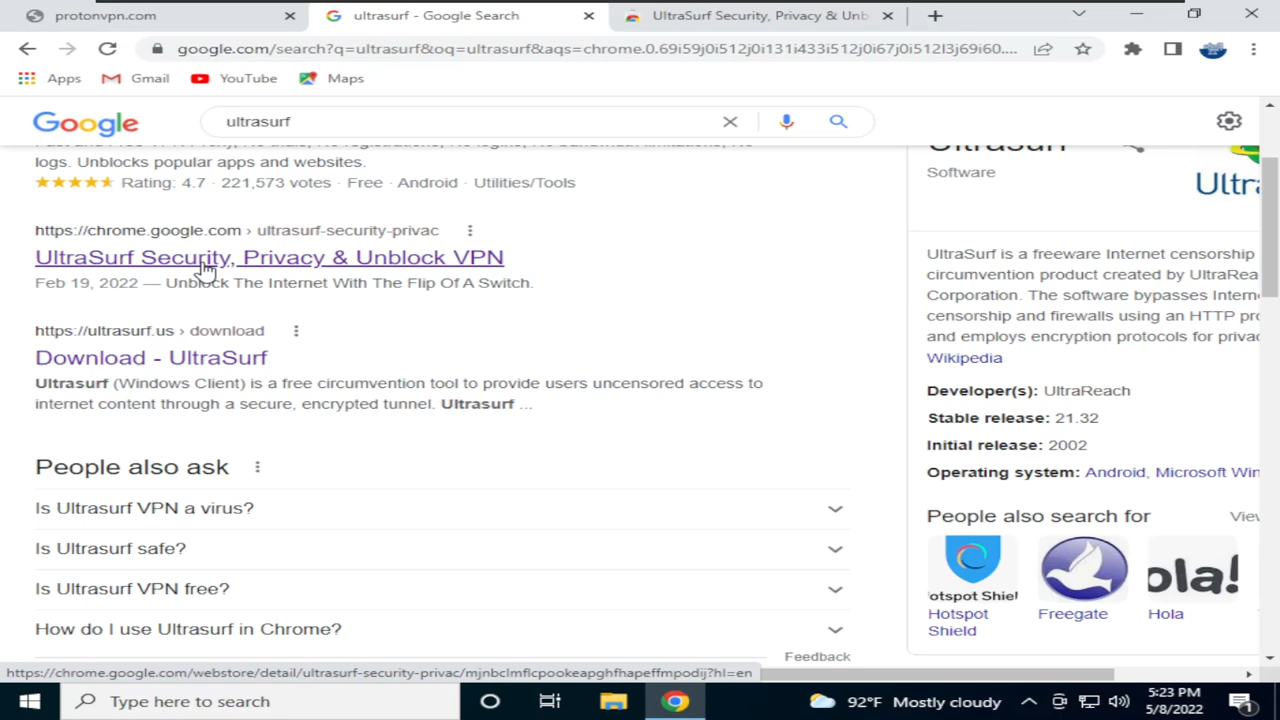 protonvpn.com
ultrasurf - Google Search
UltraSurf Security, Privacy & Unb
google.com/search?q=ultrasurf&oq=ultrasurf&aqs=chrome.0.69i59j0i512j0i131i433i512j0i67j0i512l3j69i60....
Apps
Gmail
YouTube
Maps
Google
ultrasurf
logs. Unblocks popular apps and websites.
Rating: 4.7 · 221,573 votes · Free · Android · Utilities/Tools
https://chrome.google.com › ultrasurf-security-privac
UltraSurf Security, Privacy & Unblock VPN
Feb 19, 2022 — Unblock The Internet With The Flip Of A Switch.
https://ultrasurf.us › download
Download - UltraSurf
Ultrasurf (Windows Client) is a free circumvention tool to provide users uncensored access to
internet content through a secure, encrypted tunnel. Ultrasurf ...
People also ask
Is Ultrasurf VPN a virus?
Is Ultrasurf safe?
Is Ultrasurf VPN free?
How do I use Ultrasurf in Chrome?
Feedback
Ultrasurf
Software
Ultra
UltraSurf is a freeware Internet censorship
circumvention product created by UltraRea
Corporation. The software bypasses Intern
censorship and firewalls using an HTTP pro
and employs encryption protocols for privac
Wikipedia
Developer(s): UltraReach
Stable release: 21.32
Initial release: 2002
Operating system: Android, Microsoft Win
People also search for
View
otspot Shiel
ola!
Hotspot
Shield
Freegate
Hola
https://chrome.google.com/webstore/detail/ultrasurf-security-privac/mjnbclmflcpookeapghfhapeffmpodij?hl=en
Type here to search
92°F Mostly cloudy
5:23 PM
5/8/2022
1